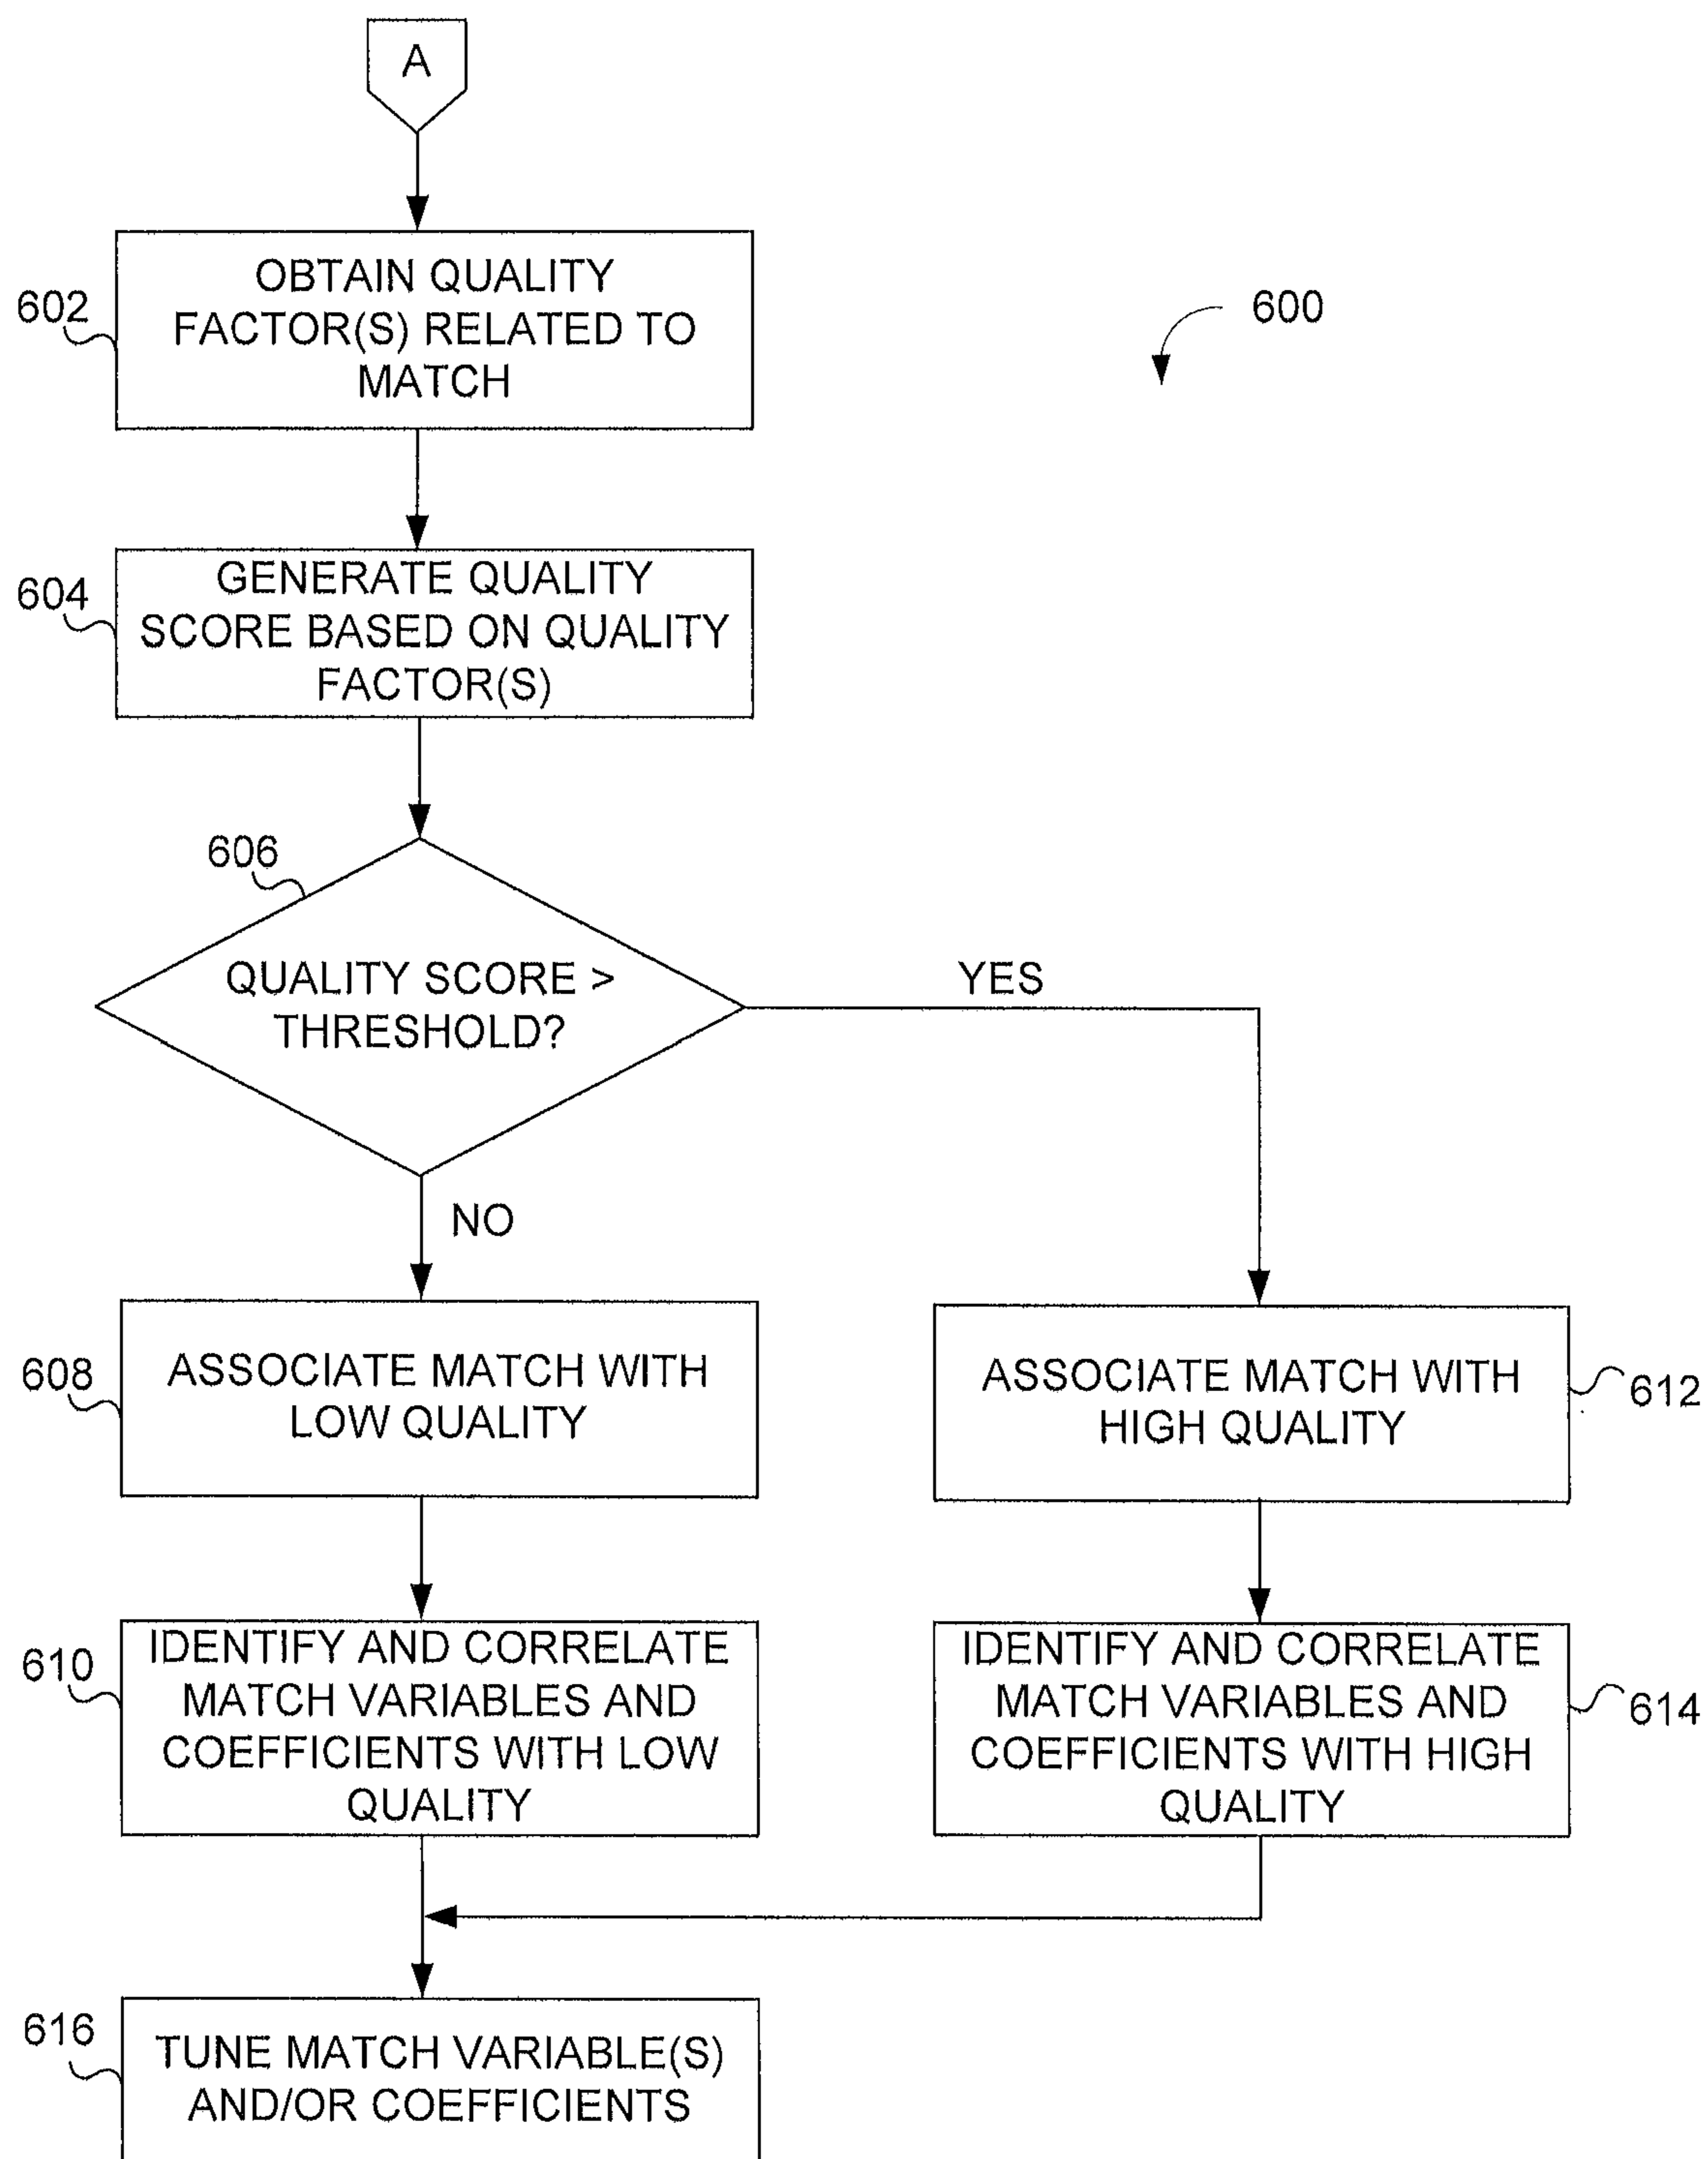 A
602
OBTAIN QUALITY
FACTOR(S) RELATED TO
MATCH
600
604
GENERATE QUALITY
SCORE BASED ON QUALITY
FACTOR(S)
606
QUALITY SCORE >
THRESHOLD?
YES
NO
608
ASSOCIATE MATCH WITH
LOW QUALITY
ASSOCIATE MATCH WITH
HIGH QUALITY
612
610
IDENTIFY AND CORRELATE
MATCH VARIABLES AND
COEFFICIENTS WITH LOW
QUALITY
IDENTIFY AND CORRELATE
MATCH VARIABLES AND
COEFFICIENTS WITH HIGH
QUALITY
614
616
TUNE MATCH VARIABLE(S)
AND/OR COEFFICIENTS